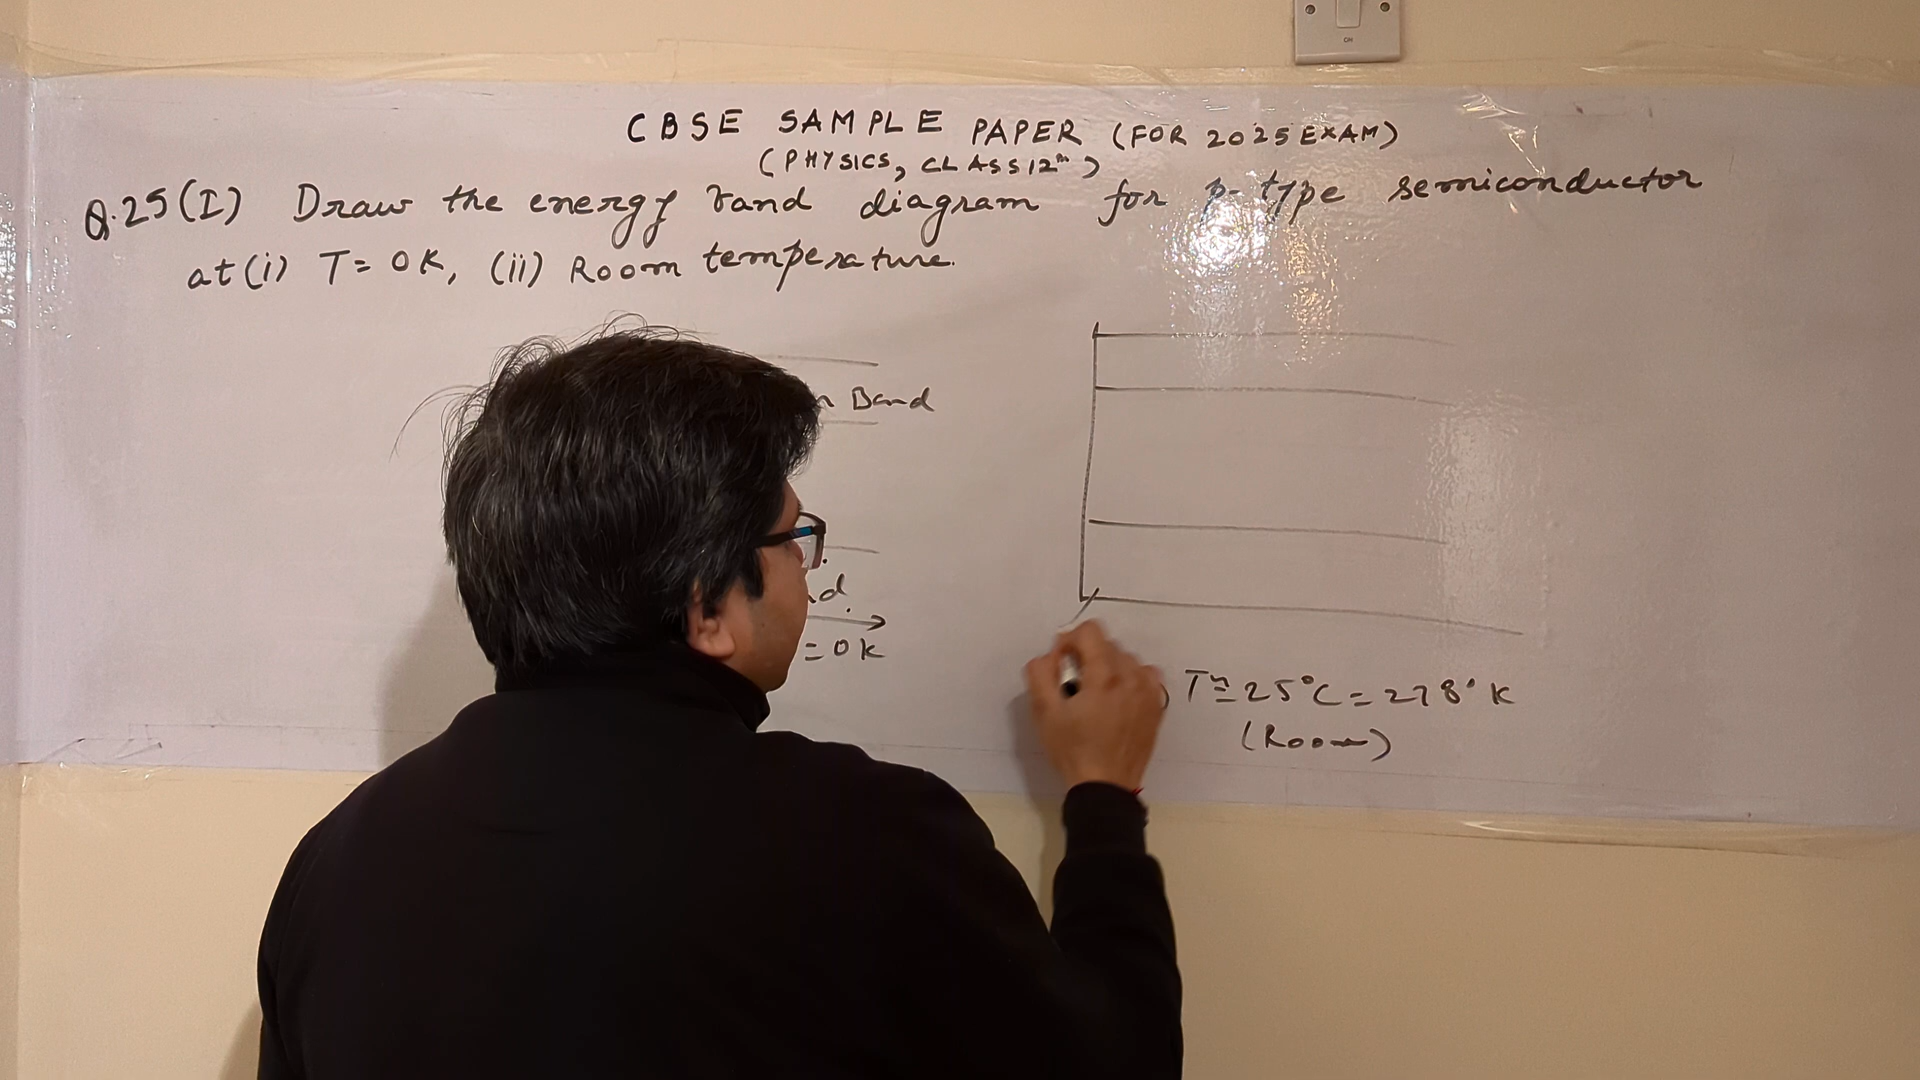 ON
CBSE SAMPLE PAPER (FOR 2025 EXAM)
(PHYSICS, CLASS 12th)
Q.25 (I) Draw the energy band diagram for p-type semiconductor
at (i) T = 0K, (ii) Room temperature.
Band
= 0K
) T ≅ 25°C = 278° K
(Room)